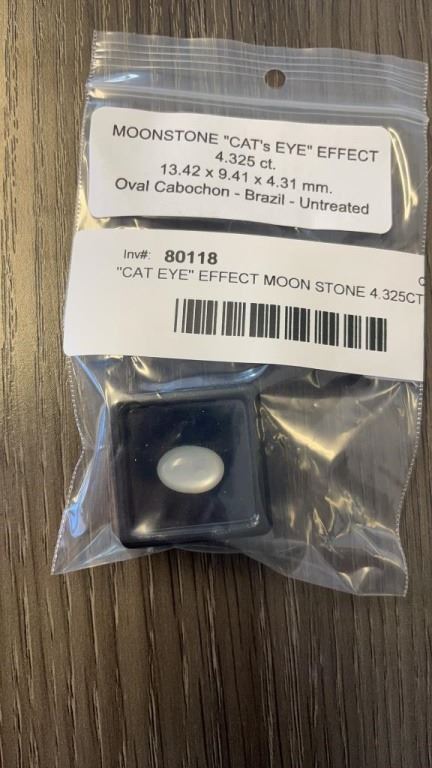 MOONSTONE "CAT's EYE" EFFECT
4.325 ct.
13.42 x 9.41 x 4.31 mm.
Oval Cabochon - Brazil - Untreated
Inv#: 80118
"CAT EYE" EFFECT MOON STONE 4.325CT